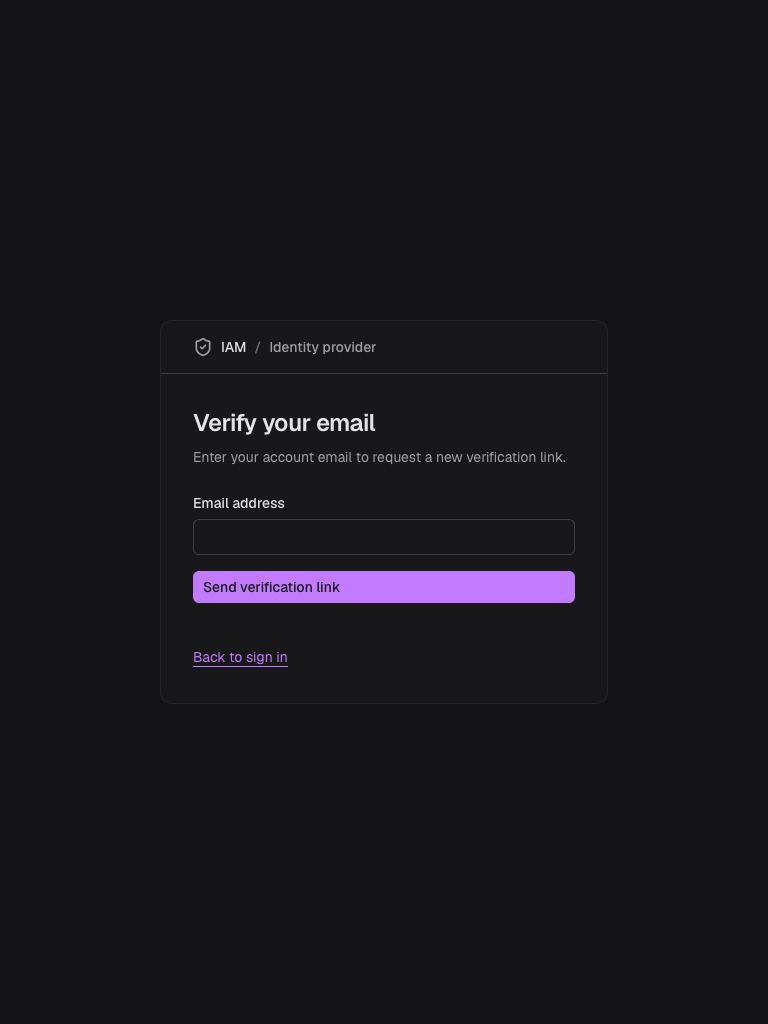 IAM / Identity provider
Verify your email
Enter your account email to request a new verification link.
Email address
Send verification link
Back to sign in